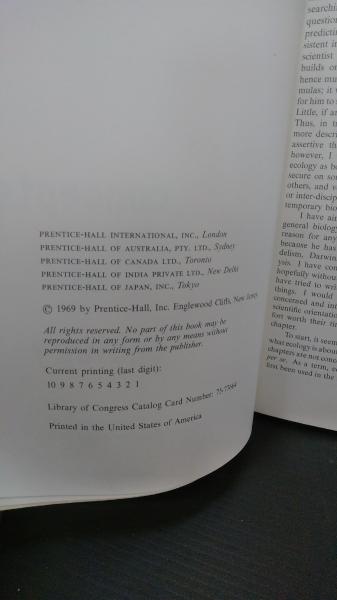 PRENTICE-HALL INTERNATIONAL, INC., London
PRENTICE-HALL OF AUSTRALIA, PTY. LTD., Sydney
PRENTICE-HALL OF CANADA LTD., Toronto
PRENTICE-HALL OF INDIA PRIVATE LTD., New Delhi
PRENTICE-HALL OF JAPAN, INC., Tokyo
© 1969 by Prentice-Hall, Inc. Englewood Cliffs, New Jersey
All rights reserved. No part of this book may be
reproduced in any form or by any means without
permission in writing from the publisher.
Current printing (last digit):
10 9 8 7 6 5 4 3 2 1
Library of Congress Catalog Card Number:
Printed in the United States of America
searchi
question
predictin
sistent i
scientist
builds o
hence mu
mulas; it
for him to
Little, if a
Thus, in t
more descri
assertive th
however, I
ecology as b
secure on so
others, and v
or inter-discip
temporary bio
I have ai
general biolog
reason for any
because he has
delism, Darwin
ysis. I have co
hopefully withou
have tried to wri
things. I would
concerned and in
scientific orientatio
fort worth their ti
chapter.
To start, it seem
what ecology is about
chapters are not conc
per se. As a term, ec
first been used in the